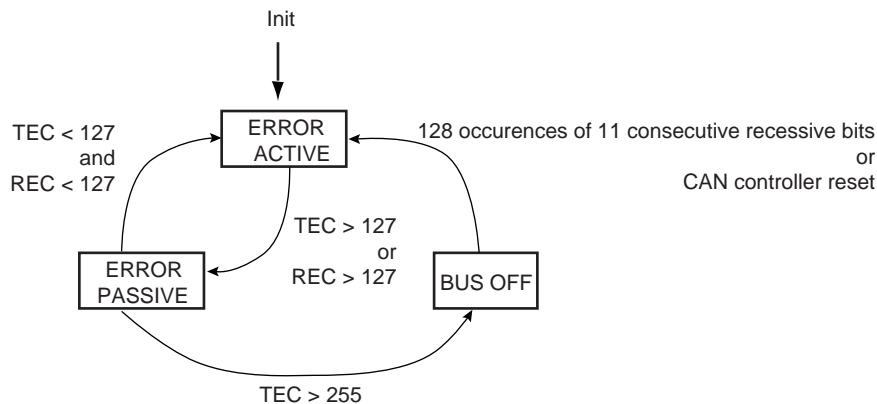 Init
ERROR
ACTIVE
TEC < 127
and
REC < 127
128 occurences of 11 consecutive recessive bits
or
CAN controller reset
TEC > 127
or
REC > 127
ERROR
PASSIVE
BUS OFF
TEC > 255